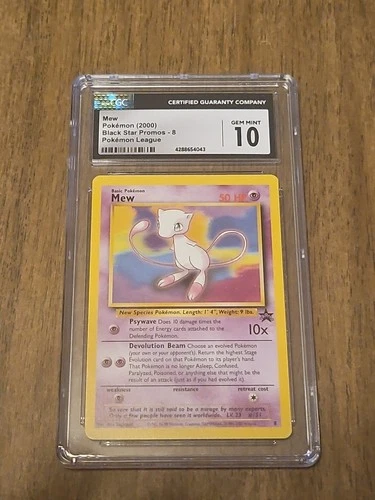 CGC
CERTIFIED GUARANTY COMPANY
Mew
Pokémon (2000)
Black Star Promos - 8
Pokémon League
GEM MINT
10
4288654043
Basic Pokémon
Mew
50 HP
New Species Pokémon. Length: 1' 4", Weight: 9 lbs.
Psywave Does 10 damage times the
number of Energy cards attached to the
Defending Pokémon.
10x
Devolution Beam Choose an evolved Pokémon
(your own or your opponent's). Return the highest Stage
Evolution card on that Pokémon to its player's hand.
That Pokémon is no longer Asleep, Confused,
Paralyzed, Poisoned, or anything else that might be the
result of an attack (just as if you had evolved it).
weakness
resistance
retreat cost
So rare that it is still said to be a mirage by many experts.
Only a few people have seen it worldwide. LV. 23 #151
8